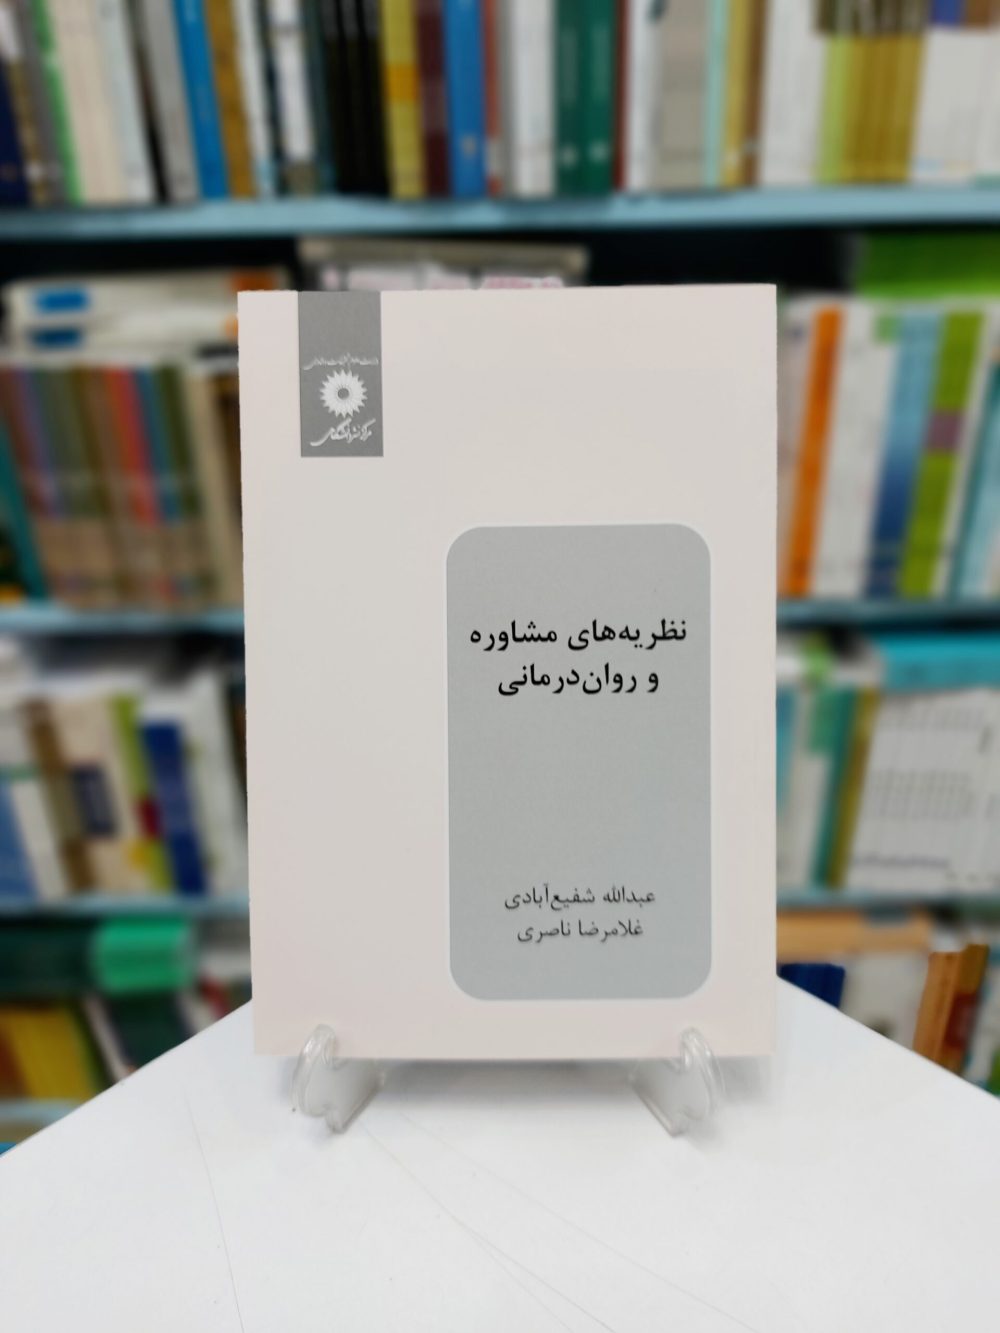 مرکز نشر دانشگاهی
نظریه‌های مشاوره
و روان‌درمانی
عبدالله شفیع‌آبادی
غلامرضا ناصری